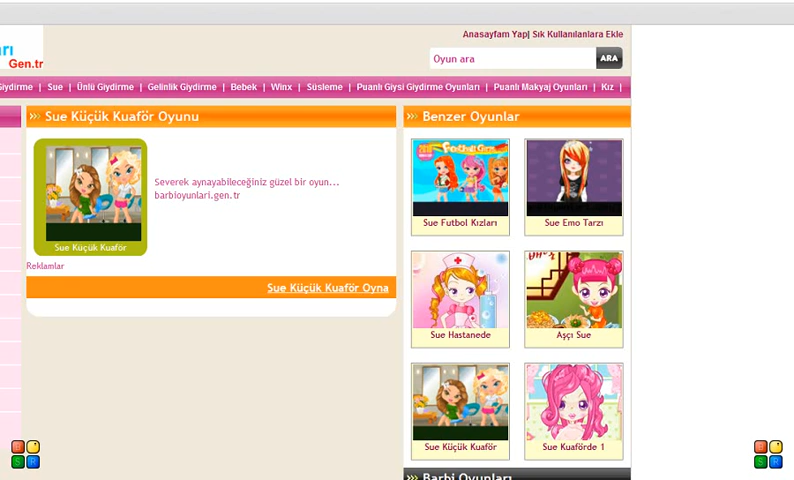 Anasayfam Yap| Sık Kullanılanlara Ekle
arı
Gen.tr
Oyun ara
ARA
Giydirme | Sue | Ünlü Giydirme | Gelinlik Giydirme | Bebek | Winx | Süsleme | Puanlı Giysi Giydirme Oyunları | Puanlı Makyaj Oyunları | Kız |
Sue Küçük Kuaför Oyunu
Severek aynayabileceğiniz güzel bir oyun...
barbioyunlari.gen.tr
Sue Küçük Kuaför
Reklamlar
Sue Küçük Kuaför Oyna
Benzer Oyunlar
Sue Futbol Kızları
Sue Emo Tarzı
Sue Hastanede
Aşçı Sue
Sue Küçük Kuaför
Sue Kuaförde 1
Barbi Oyunları